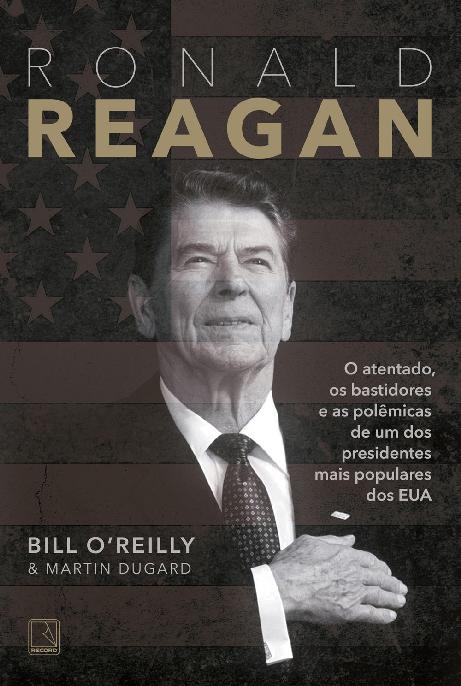 RONALD
REAGAN
O atentado,
os bastidores
e as polêmicas
de um dos
presidentes
mais populares
dos EUA
BILL O'REILLY
& MARTIN DUGARD
RECORD